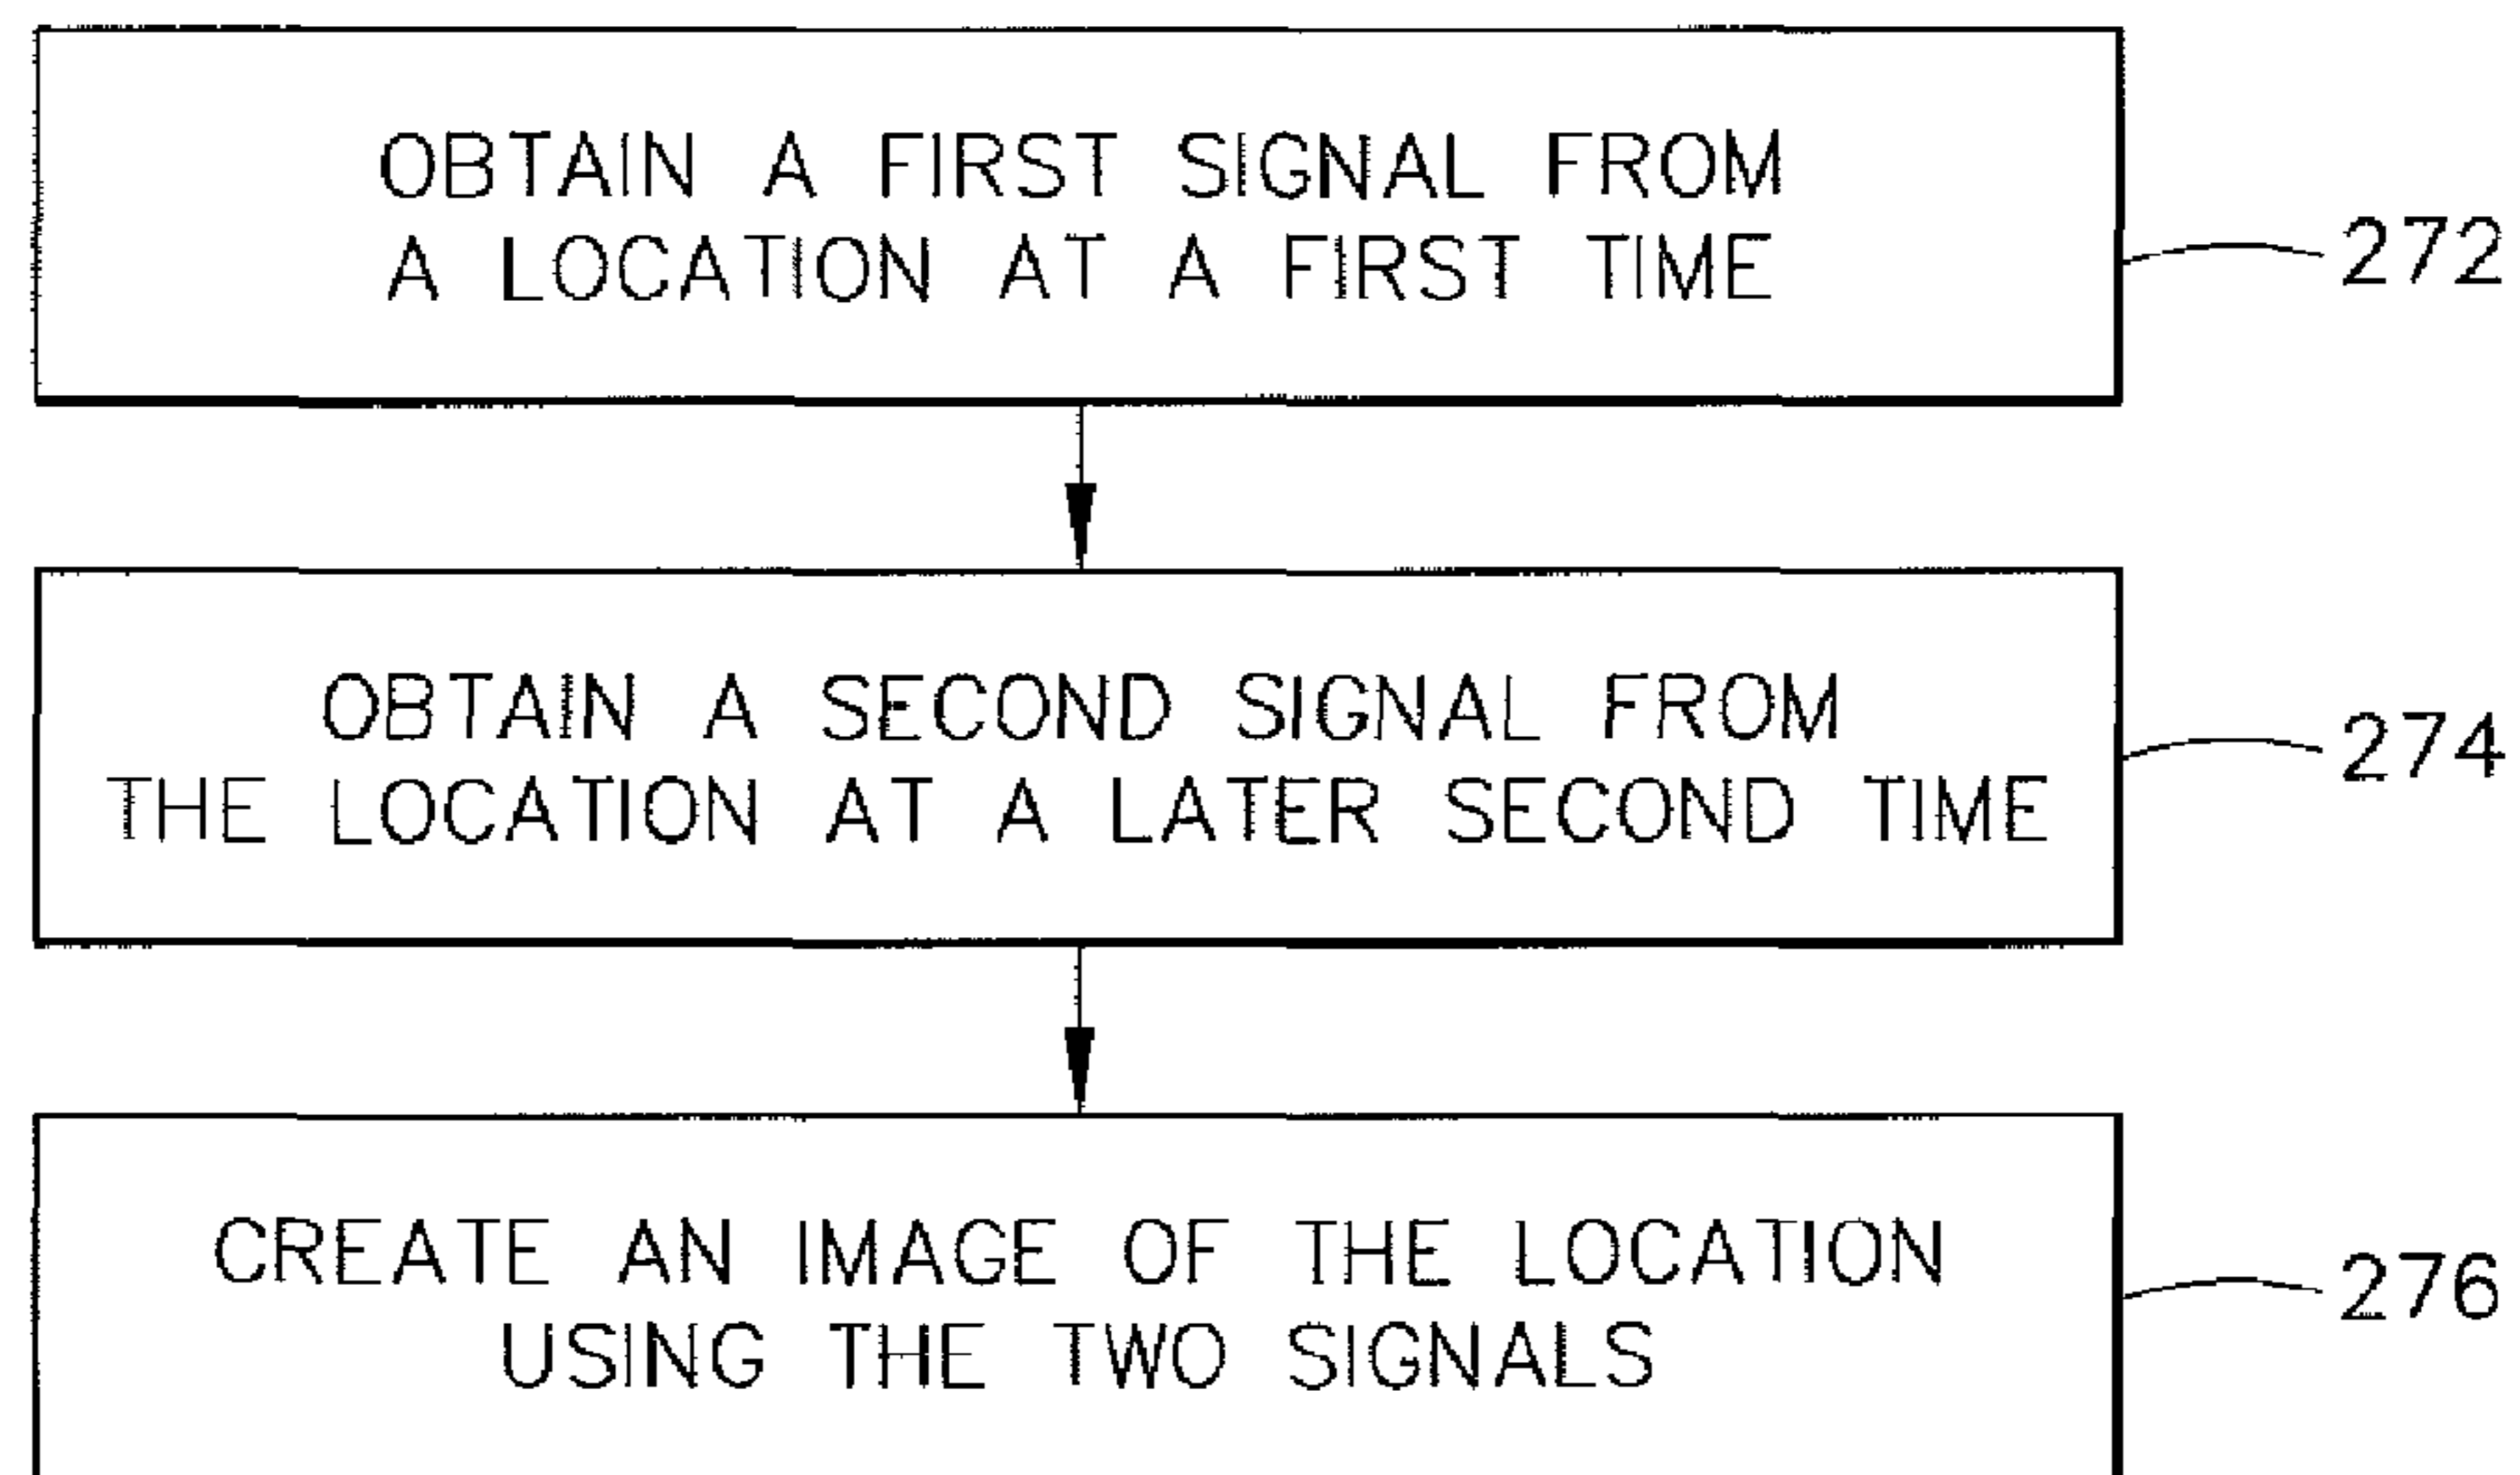 OBTAIN A FIRST SIGNAL FROM
A LOCATION AT A FIRST TIME
272
OBTAIN A SECOND SIGNAL FROM
THE LOCATION AT A LATER SECOND TIME
274
CREATE AN IMAGE OF THE LOCATION
USING THE TWO SIGNALS
276